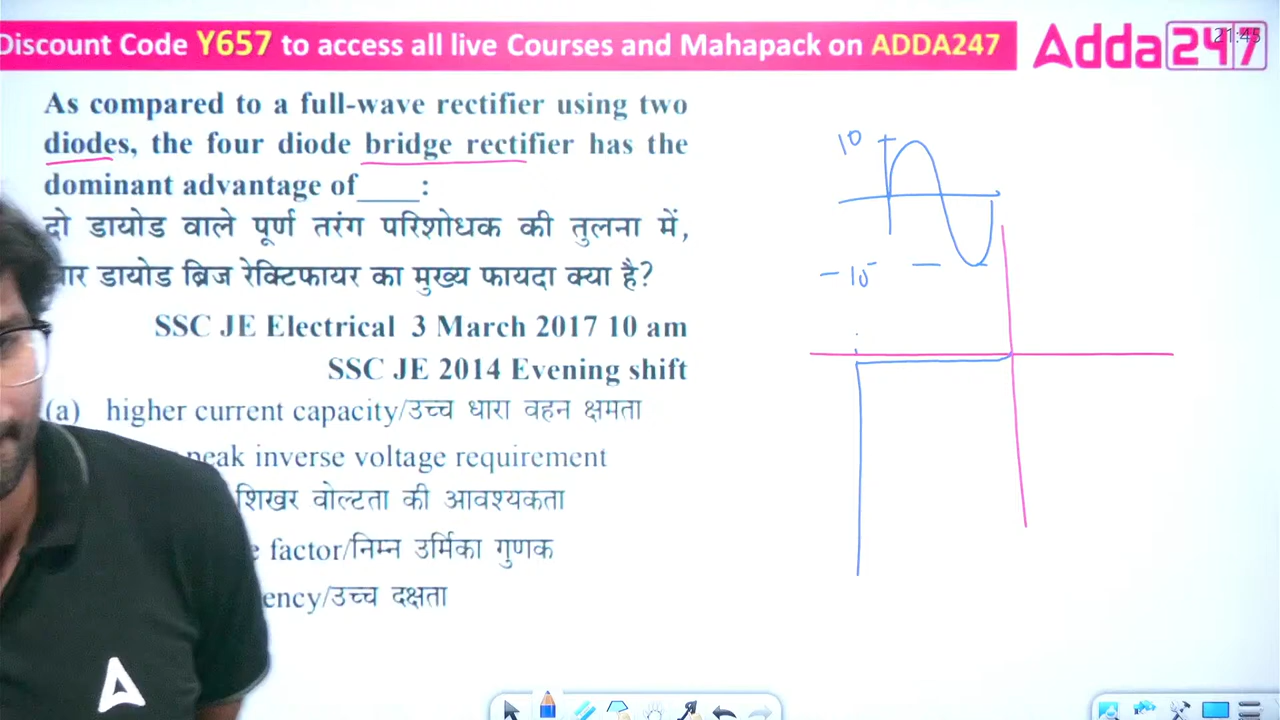 Discount Code Y657 to access all live Courses and Mahapack on ADDA247
Adda247
21:45
As compared to a full-wave rectifier using two
diodes, the four diode bridge rectifier has the
dominant advantage of____:
दो डायोड वाले पूर्ण तरंग परिशोधक की तुलना में,
चार डायोड ब्रिज रेक्टिफायर का मुख्य फायदा क्या है?
SSC JE Electrical 3 March 2017 10 am
SSC JE 2014 Evening shift
(a) higher current capacity/उच्च धारा वहन क्षमता
peak inverse voltage requirement
शिखर वोल्टता की आवश्यकता
factor/निम्न उर्मिका गुणक
/उच्च दक्षता
10
-10